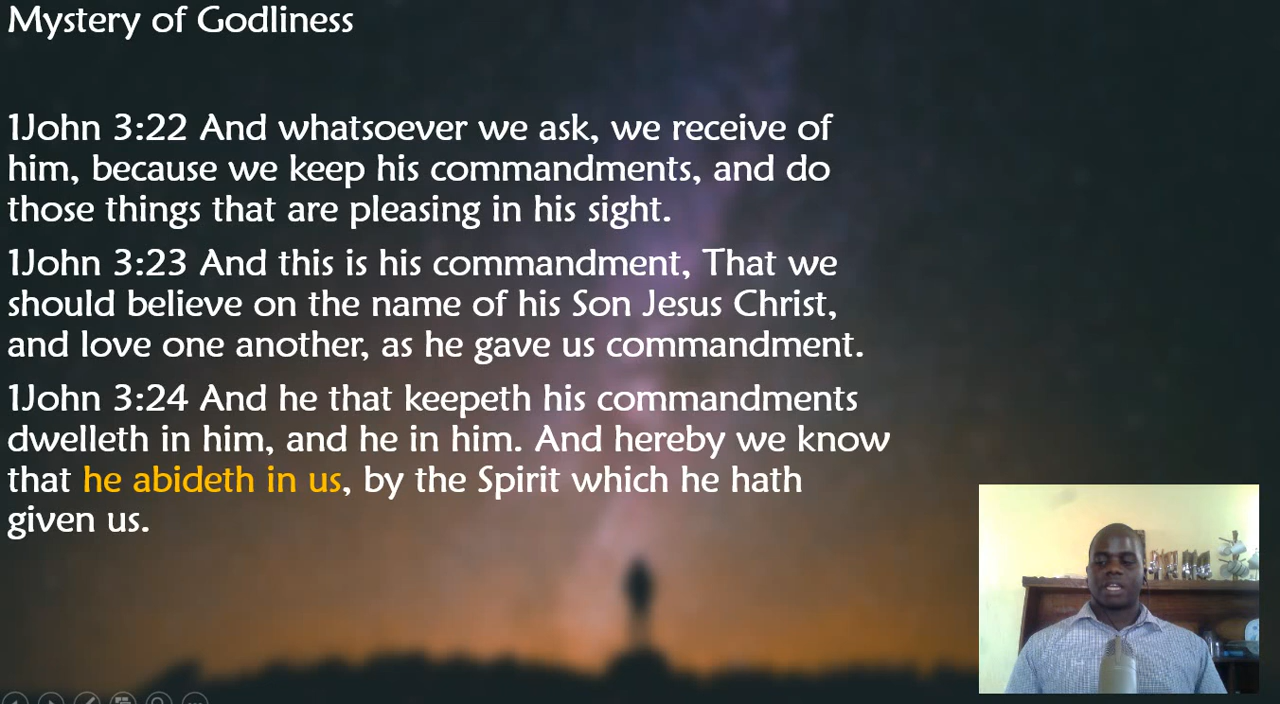 Mystery of Godliness
1John 3:22 And whatsoever we ask, we receive of
him, because we keep his commandments, and do
those things that are pleasing in his sight.
1John 3:23 And this is his commandment, That we
should believe on the name of his Son Jesus Christ,
and love one another, as he gave us commandment.
1John 3:24 And he that keepeth his commandments
dwelleth in him, and he in him. And hereby we know
that he abideth in us, by the Spirit which he hath
given us.